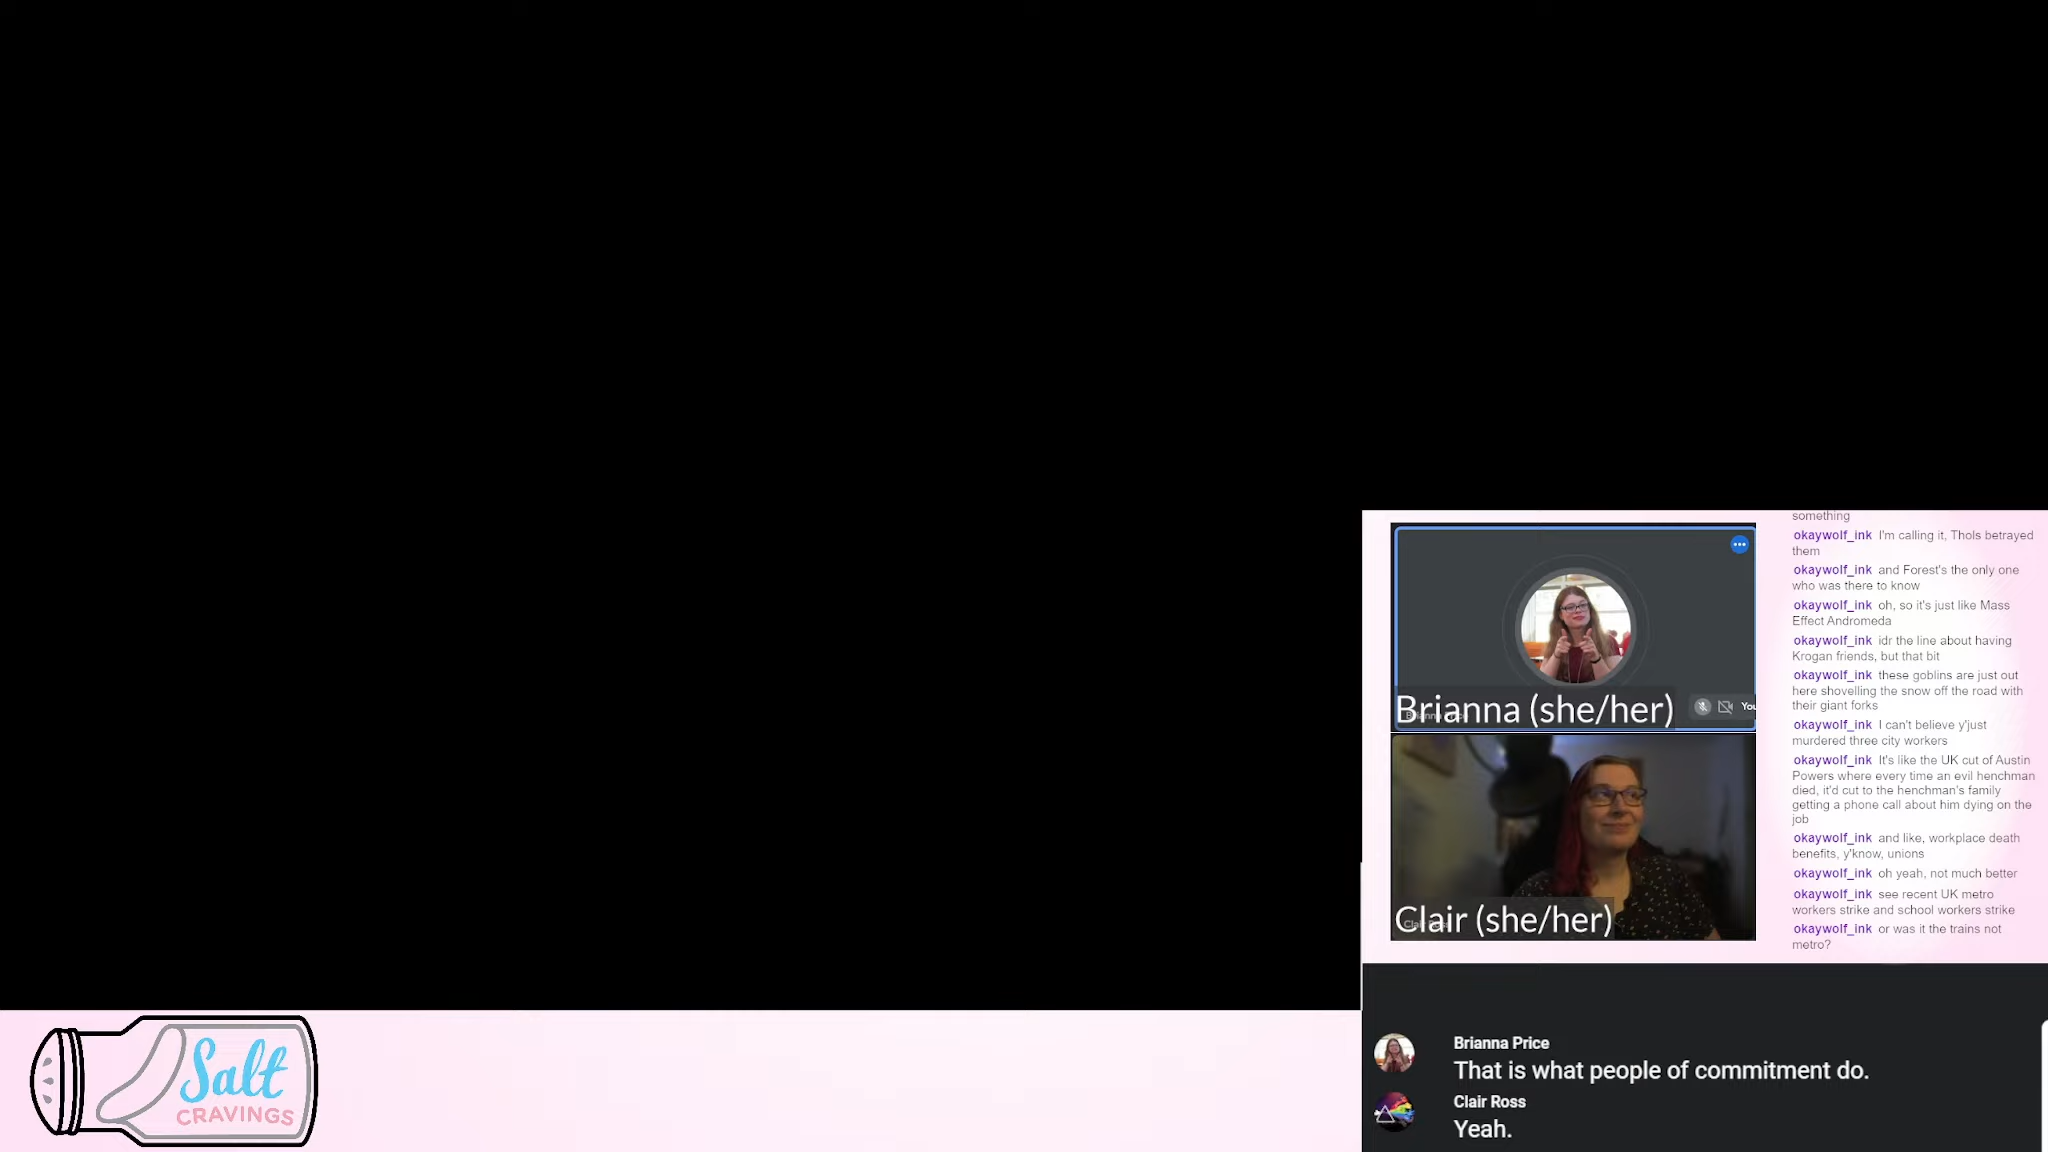 something
okaywolf_ink I'm calling it, Thols betrayed
them
okaywolf_ink and Forest's the only one
who was there to know
okaywolf_ink oh, so it's just like Mass
Effect Andromeda
okaywolf_ink idr the line about having
Krogan friends, but that bit
okaywolf_ink these goblins are just out
here shovelling the snow off the road with
their giant forks
okaywolf_ink I can't believe y'just
murdered three city workers
okaywolf_ink It's like the UK cut of Austin
Powers where every time an evil henchman
died, it'd cut to the henchman's family
getting a phone call about him dying on the
job
okaywolf_ink and like, workplace death
benefits, y'know, unions
okaywolf_ink oh yeah, not much better
okaywolf_ink see recent UK metro
workers strike and school workers strike
okaywolf_ink or was it the trains not
metro?
Brianna (she/her)
You
Clair (she/her)
Salt
CRAVINGS
Brianna Price
That is what people of commitment do.
Clair Ross
Yeah.